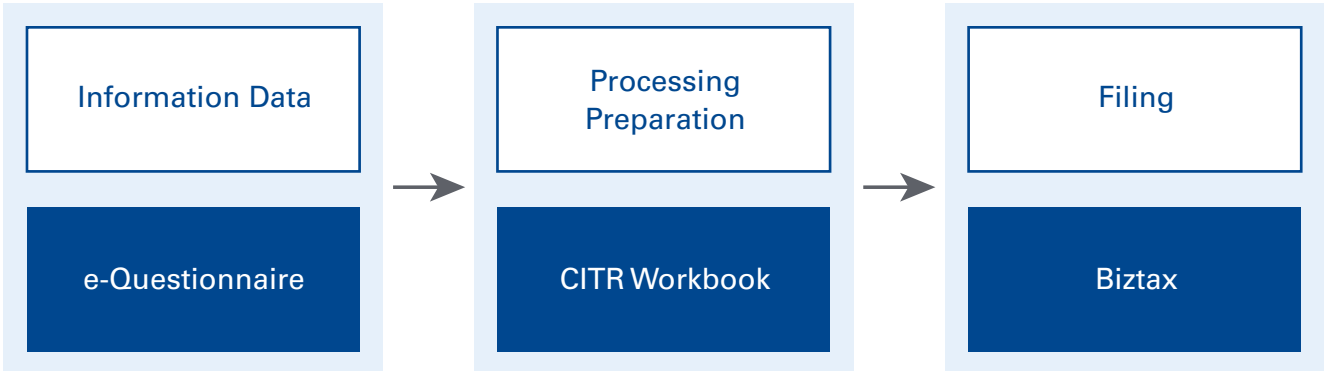 Information Data
e-Questionnaire
Processing
Preparation
CITR Workbook
Filing
Biztax